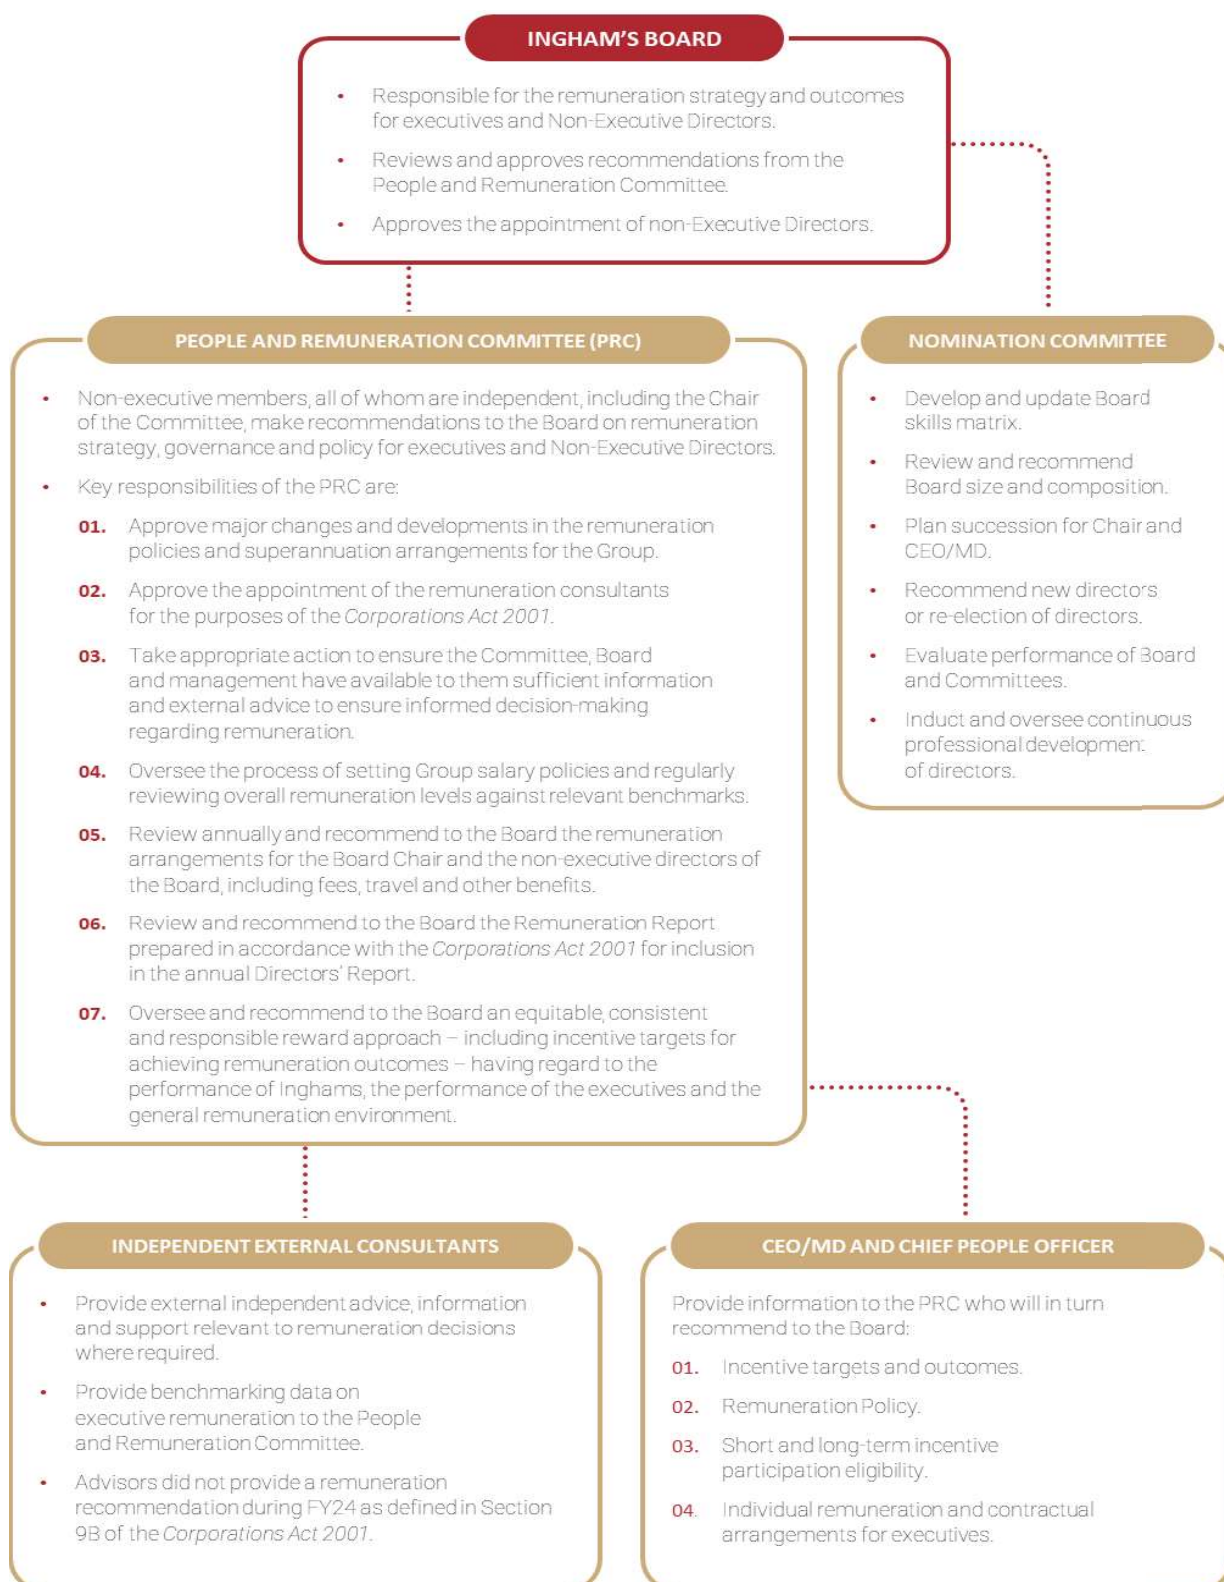 INGHAM'S BOARD
• Responsible for the remuneration strategy and outcomes
for executives and Non-Executive Directors.
• Reviews and approves recommendations from the
People and Remuneration Committee.
• Approves the appointment of non-Executive Directors.
PEOPLE AND REMUNERATION COMMITTEE (PRC)
• Non-executive members, all of whom are independent, including the Chair
of the Committee, make recommendations to the Board on remuneration
strategy, governance and policy for executives and Non-Executive Directors.
• Key responsibilities of the PRC are:
01. Approve major changes and developments in the remuneration
policies and superannuation arrangements for the Group.
02. Approve the appointment of the remuneration consultants
for the purposes of the Corporations Act 2001.
03. Take appropriate action to ensure the Committee, Board
and management have available to them sufficient information
and external advice to ensure informed decision-making
regarding remuneration.
04. Oversee the process of setting Group salary policies and regularly
reviewing overall remuneration levels against relevant benchmarks.
05. Review annually and recommend to the Board the remuneration
arrangements for the Board Chair and the non-executive directors of
the Board, including fees, travel and other benefits.
06. Review and recommend to the Board the Remuneration Report
prepared in accordance with the Corporations Act 2001 for inclusion
in the annual Directors' Report.
07. Oversee and recommend to the Board an equitable, consistent
and responsible reward approach – including incentive targets for
achieving remuneration outcomes – having regard to the
performance of Inghams, the performance of the executives and the
general remuneration environment.
NOMINATION COMMITTEE
• Develop and update Board
skills matrix.
• Review and recommend
Board size and composition.
• Plan succession for Chair and
CEO/MD.
• Recommend new directors
or re-election of directors.
• Evaluate performance of Board
and Committees.
• Induct and oversee continuous
professional development
of directors.
INDEPENDENT EXTERNAL CONSULTANTS
• Provide external independent advice, information
and support relevant to remuneration decisions
where required.
• Provide benchmarking data on
executive remuneration to the People
and Remuneration Committee.
• Advisors did not provide a remuneration
recommendation during FY24 as defined in Section
9B of the Corporations Act 2001.
CEO/MD AND CHIEF PEOPLE OFFICER
Provide information to the PRC who will in turn
recommend to the Board:
01. Incentive targets and outcomes.
02. Remuneration Policy.
03. Short and long-term incentive
participation eligibility.
04. Individual remuneration and contractual
arrangements for executives.